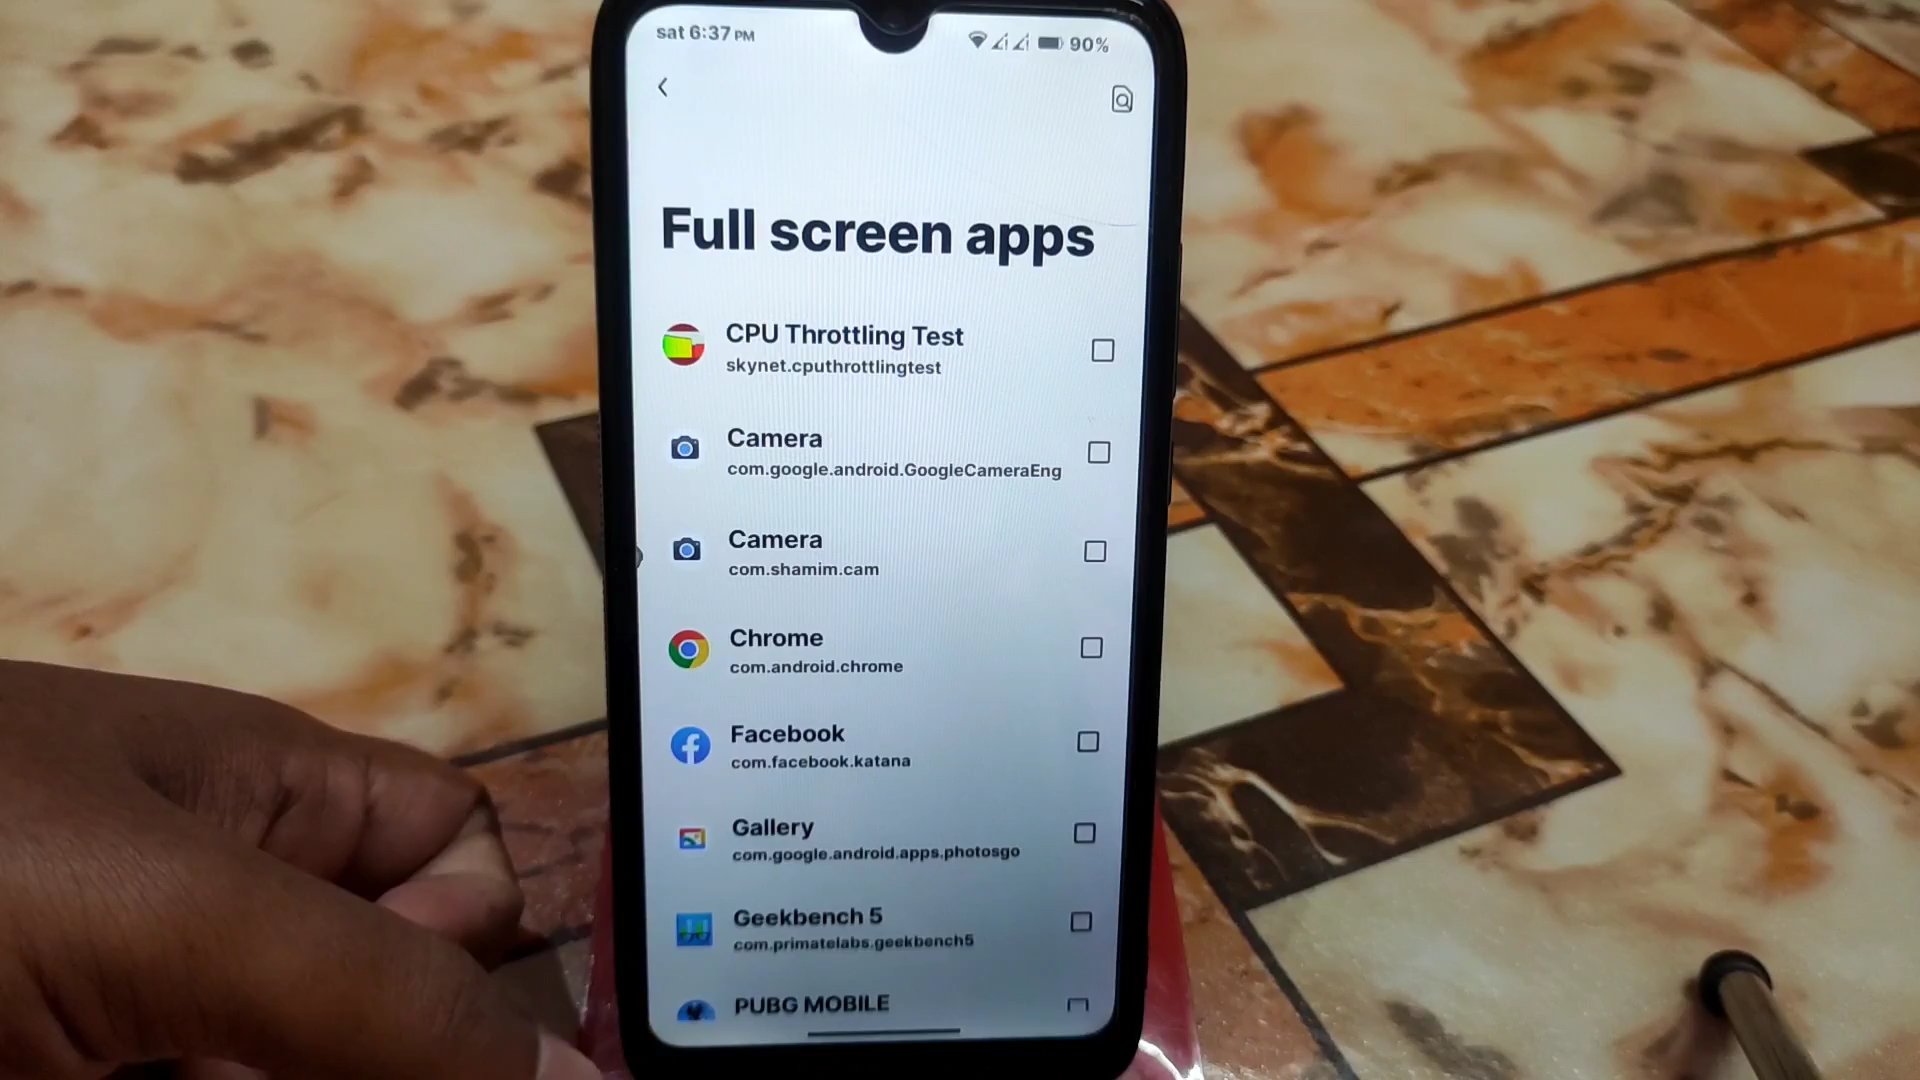 sat 6:37 PM
90%
Full screen apps
CPU Throttling Test
skynet.cputhrottlingtest
Camera
com.google.android.GoogleCameraEng
Camera
com.shamim.cam
Chrome
com.android.chrome
Facebook
com.facebook.katana
Gallery
com.google.android.apps.photosgo
Geekbench 5
com.primatelabs.geekbench5
PUBG MOBILE